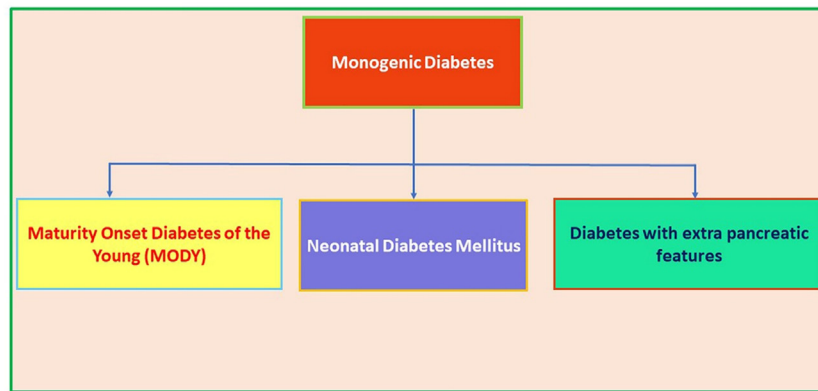 Monogenic Diabetes
Maturity Onset Diabetes of the
Young (MODY)
Neonatal Diabetes Mellitus
Diabetes with extra pancreatic
features